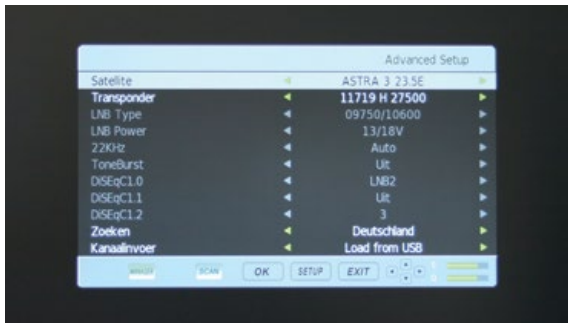 Advanced Setup
Satellite ASTRA 3 23.5E
Transponder 11719 H 27500
LNB Type 09750/10600
LNB Power 13/18V
22KHz Auto
ToneBurst Uit
DiSEqC1.0 LNB2
DiSEqC1.1 Uit
DiSEqC1.2 3
Zoeken Deutschland
Kanaalinvoer Load from USB
SCAN OK SETUP EXIT